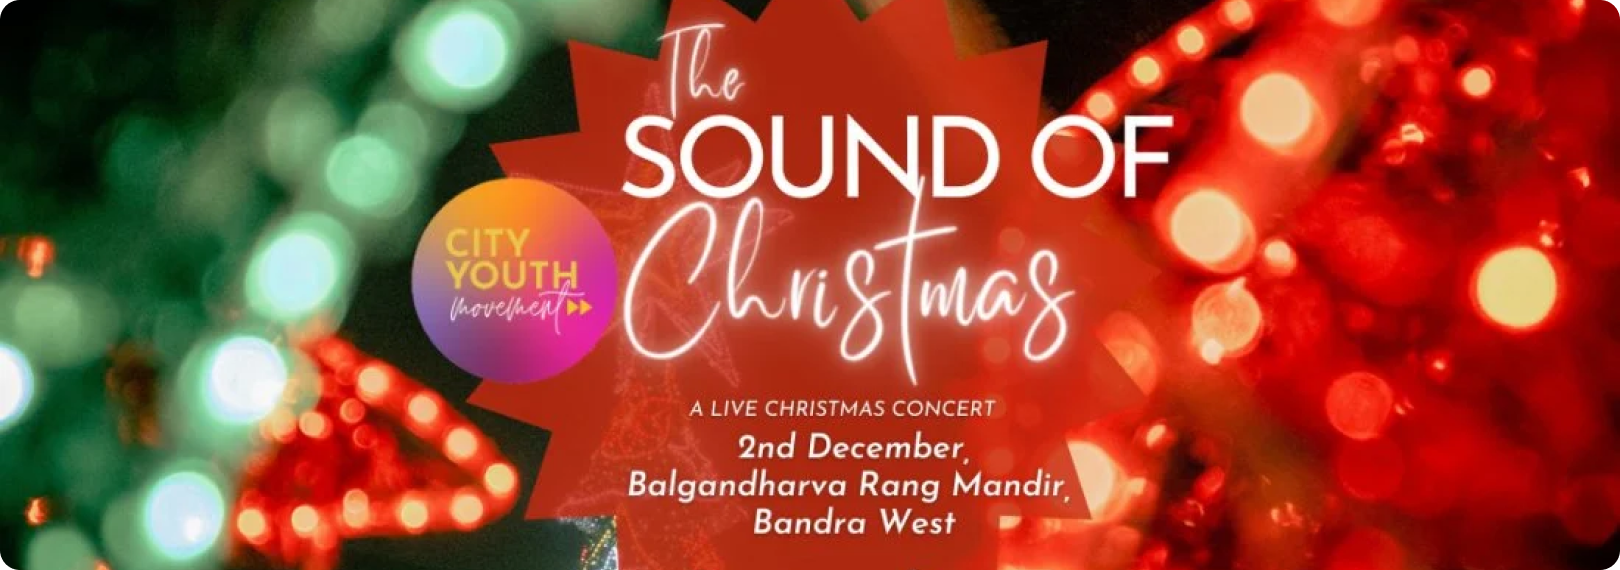 The
SOUND OF
Christmas
CITY
YOUTH
movement
A LIVE CHRISTMAS CONCERT
2nd December,
Balgandharva Rang Mandir,
Bandra West